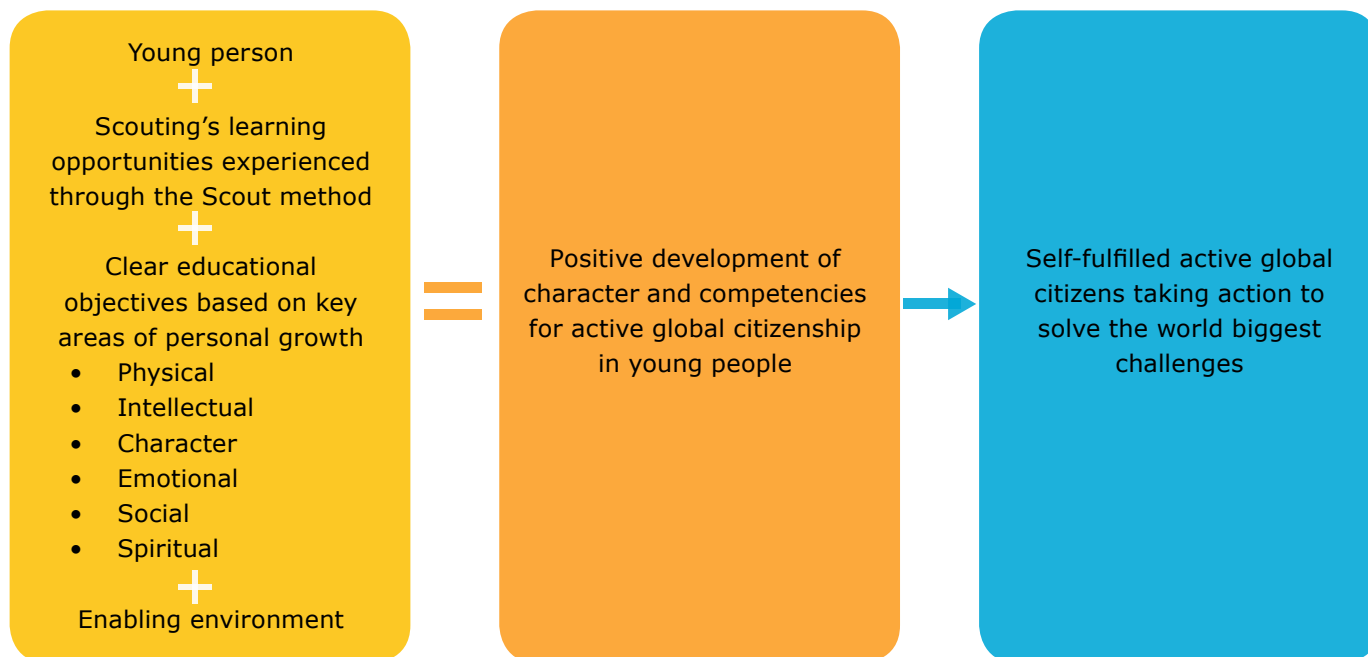 Young person
+
Scouting’s learning
opportunities experienced
through the Scout method
+
Clear educational
objectives based on key
areas of personal growth
• Physical
• Intellectual
• Character
• Emotional
• Social
• Spiritual
+
Enabling environment
=
Positive development of
character and competencies
for active global citizenship
in young people
Self-fulfilled active global
citizens taking action to
solve the world biggest
challenges